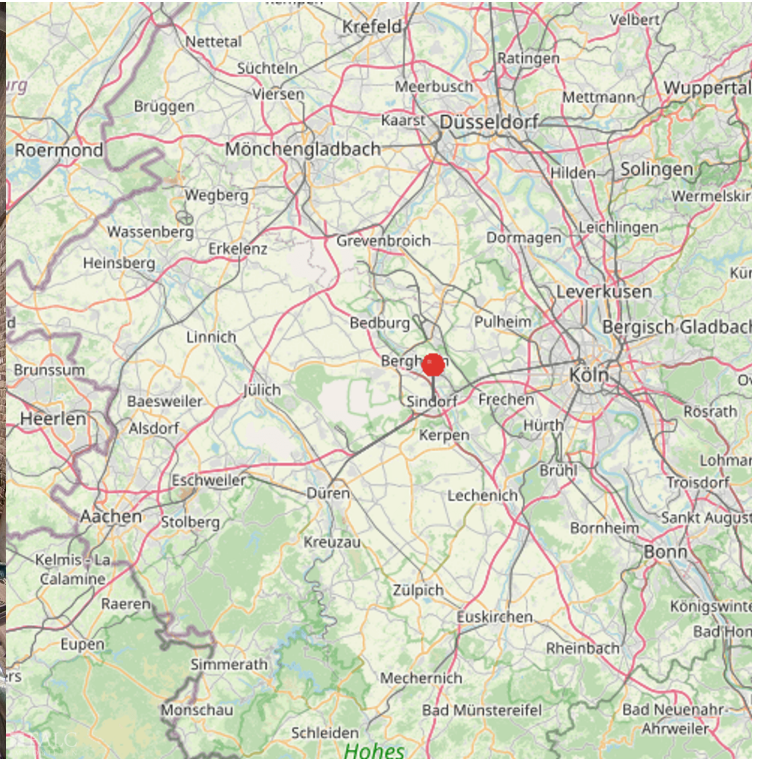 Krefeld
Velbert
Nettetal
Ratingen
Süchteln
Meerbusch
Wuppertal
Viersen
Mettmann
Brüggen
Kaarst
Düsseldorf
Roermond
Mönchengladbach
Hilden
Solingen
Wegberg
Wermelskir
Wassenberg
Leichlingen
Erkelenz
Grevenbroich
Dormagen
Heinsberg
Leverkusen
Bedburg
Pulheim
Bergisch Gladbach
Linnich
Brunssum
Köln
Jülich
Baesweiler
Sindorf
Frechen
Rösrath
Heerlen
Alsdorf
Hürth
Kerpen
Lohmar
Brühl
Eschweiler
Troisdorf
Düren
Lechenich
Aachen
Stolberg
Sankt August
Bornheim
Kreuzau
Bonn
Kelmis - La
Calamine
Zülpich
Raeren
Königswinte
Euskirchen
Bad Hon
Eupen
Rheinbach
Simmerath
Mechernich
Monschau
Bad Münstereifel
Bad Neuenahr-
Ahrweiler
Schleiden
Hohes